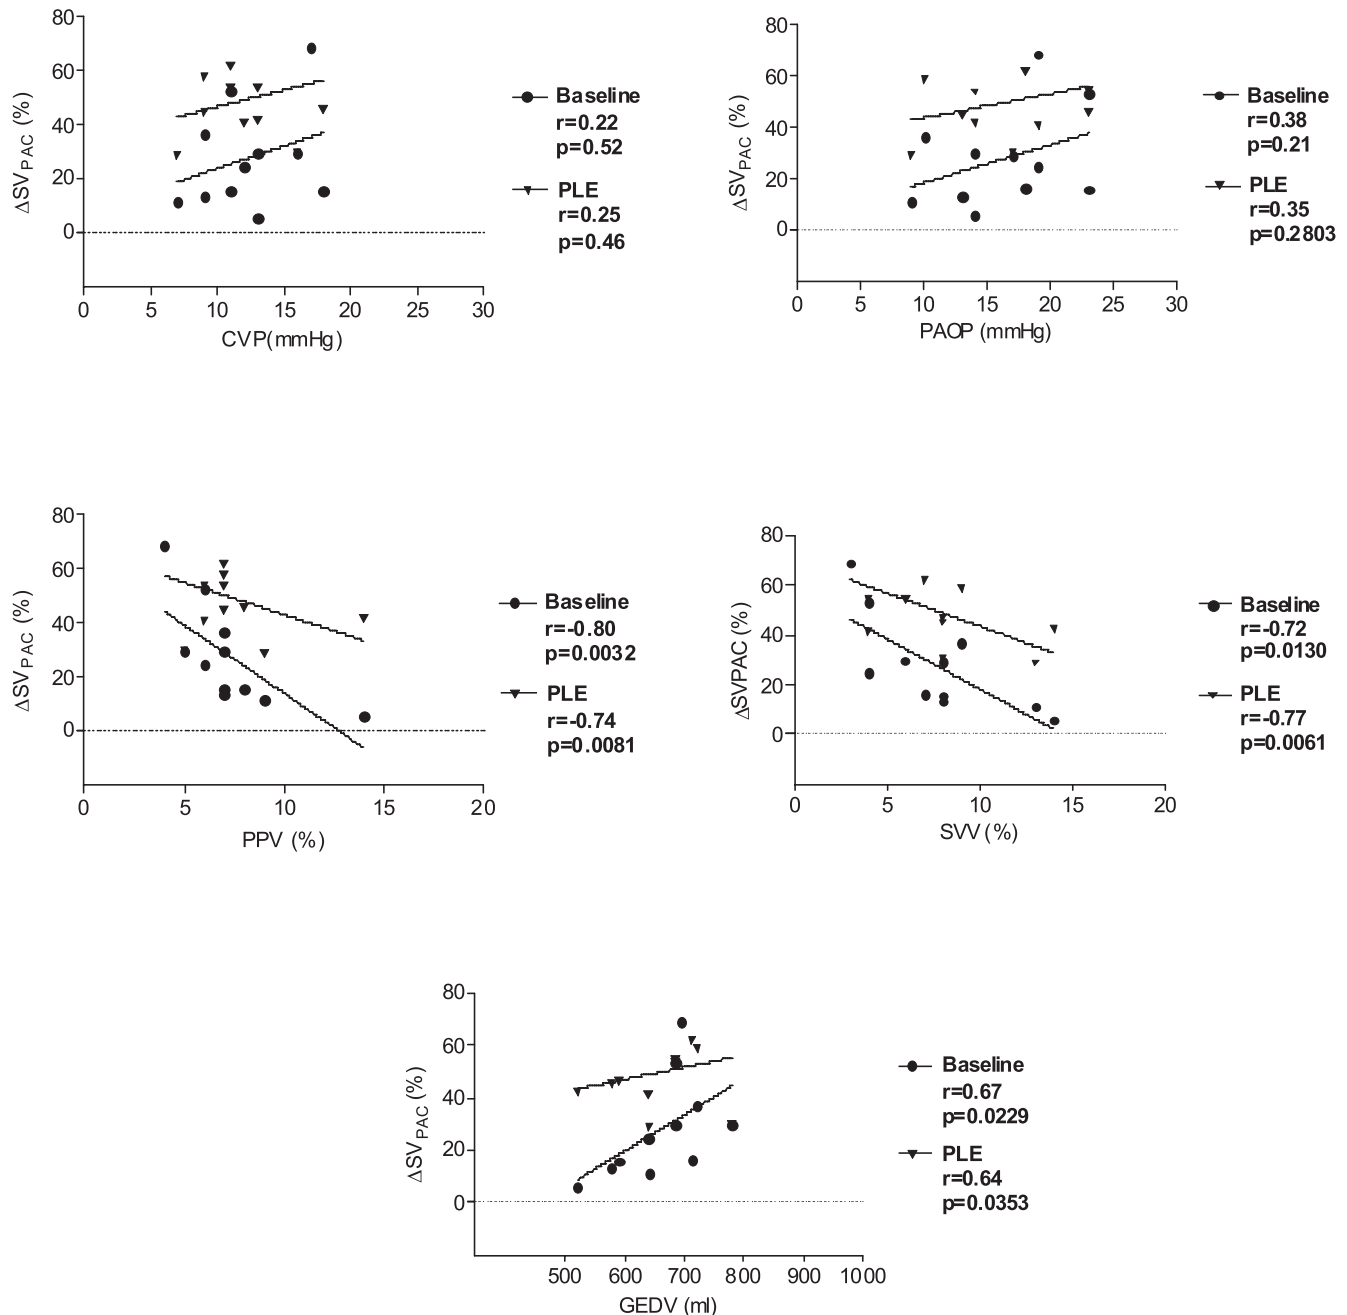 80
60
40
20
0
ΔSVPAC (%)
0 5 10 15 20 25 30
CVP(mmHg)
Baseline
r=0.22
p=0.52
PLE
r=0.25
p=0.46
80
60
40
20
0
ΔSVPAC (%)
0 5 10 15 20 25 30
PAOP (mmHg)
Baseline
r=0.38
p=0.21
PLE
r=0.35
p=0.2803
80
60
40
20
0
ΔSVPAC (%)
0 5 10 15 20
PPV (%)
Baseline
r=-0.80
p=0.0032
PLE
r=-0.74
p=0.0081
80
60
40
20
0
ΔSVPAC (%)
0 5 10 15 20
SVV (%)
Baseline
r=-0.72
p=0.0130
PLE
r=-0.77
p=0.0061
80
60
40
20
0
ΔSVPAC (%)
500 600 700 800 900 1000
GEDV (ml)
Baseline
r=0.67
p=0.0229
PLE
r=0.64
p=0.0353